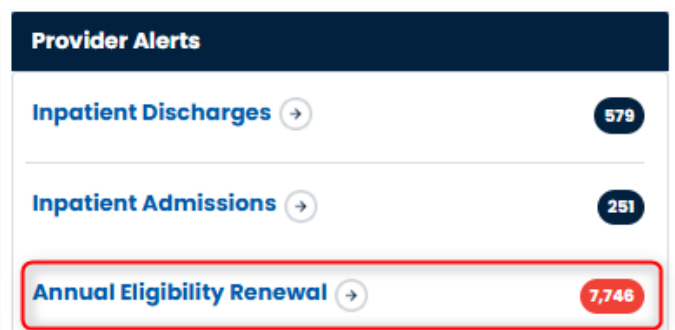 Provider Alerts
Inpatient Discharges 579
Inpatient Admissions 251
Annual Eligibility Renewal 7,746